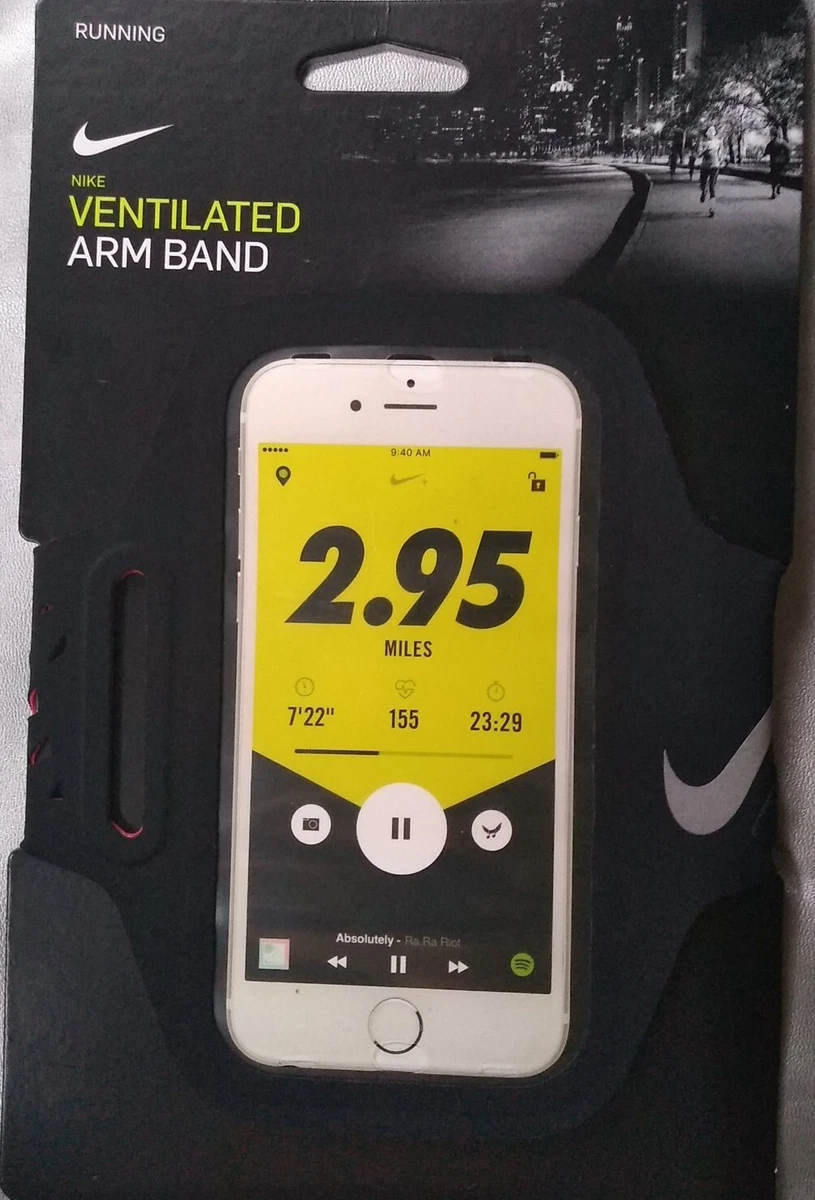 RUNNING
NIKE
VENTILATED
ARM BAND
9:40 AM
2.95
MILES
7'22" 155 23:29
Absolutely - Ra Ra Riot